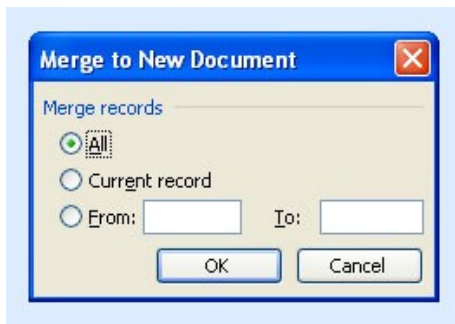 Merge to New Document
Merge records
All
Current record
From: To:
OK Cancel